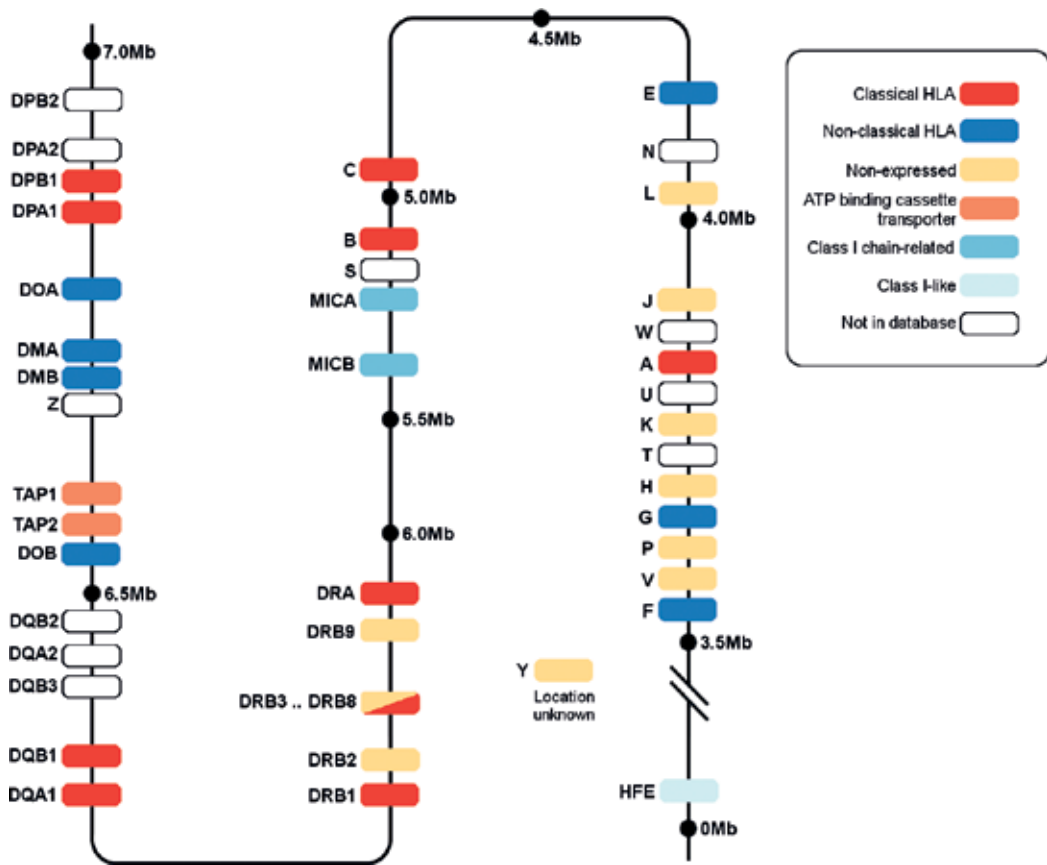 7.0Mb
DPB2
DPA2
DPB1
DPA1
DOA
DMA
DMB
Z
TAP1
TAP2
DOB
6.5Mb
DQB2
DQA2
DQB3
DQB1
DQA1
4.5Mb
C
5.0Mb
B
S
MICA
MICB
5.5Mb
6.0Mb
DRA
DRB9
DRB3 .. DRB8
DRB2
DRB1
E
N
L
4.0Mb
J
W
A
U
K
T
H
G
P
V
F
3.5Mb
Y
Location
unknown
HFE
0Mb
Classical HLA
Non-classical HLA
Non-expressed
ATP binding cassette
transporter
Class I chain-related
Class I-like
Not in database